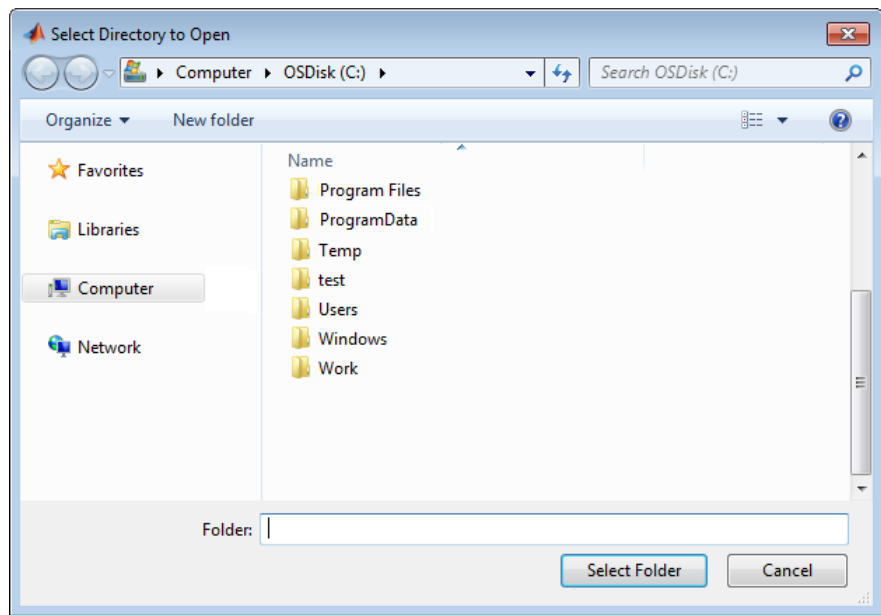 Select Directory to Open
Computer OSDisk (C:) Search OSDisk (C:)
Organize New folder
Favorites
Libraries
Computer
Network
Name
Program Files
ProgramData
Temp
test
Users
Windows
Work
Folder:
Select Folder Cancel